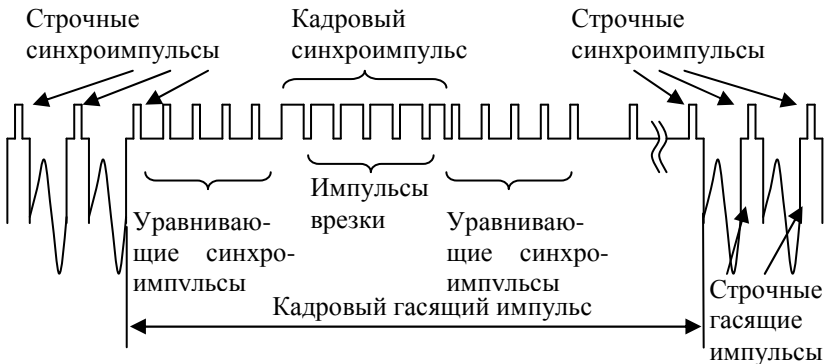 Строчные
синхроимпульсы
Кадровый
синхроимпульс
Строчные
синхроимпульсы
Импульсы
врезки
Уравниваю-
щие синхро-
импульсы
Уравниваю-
щие синхро-
импульсы
Кадровый гасящий импульс
Строчные
гасящие
импульсы